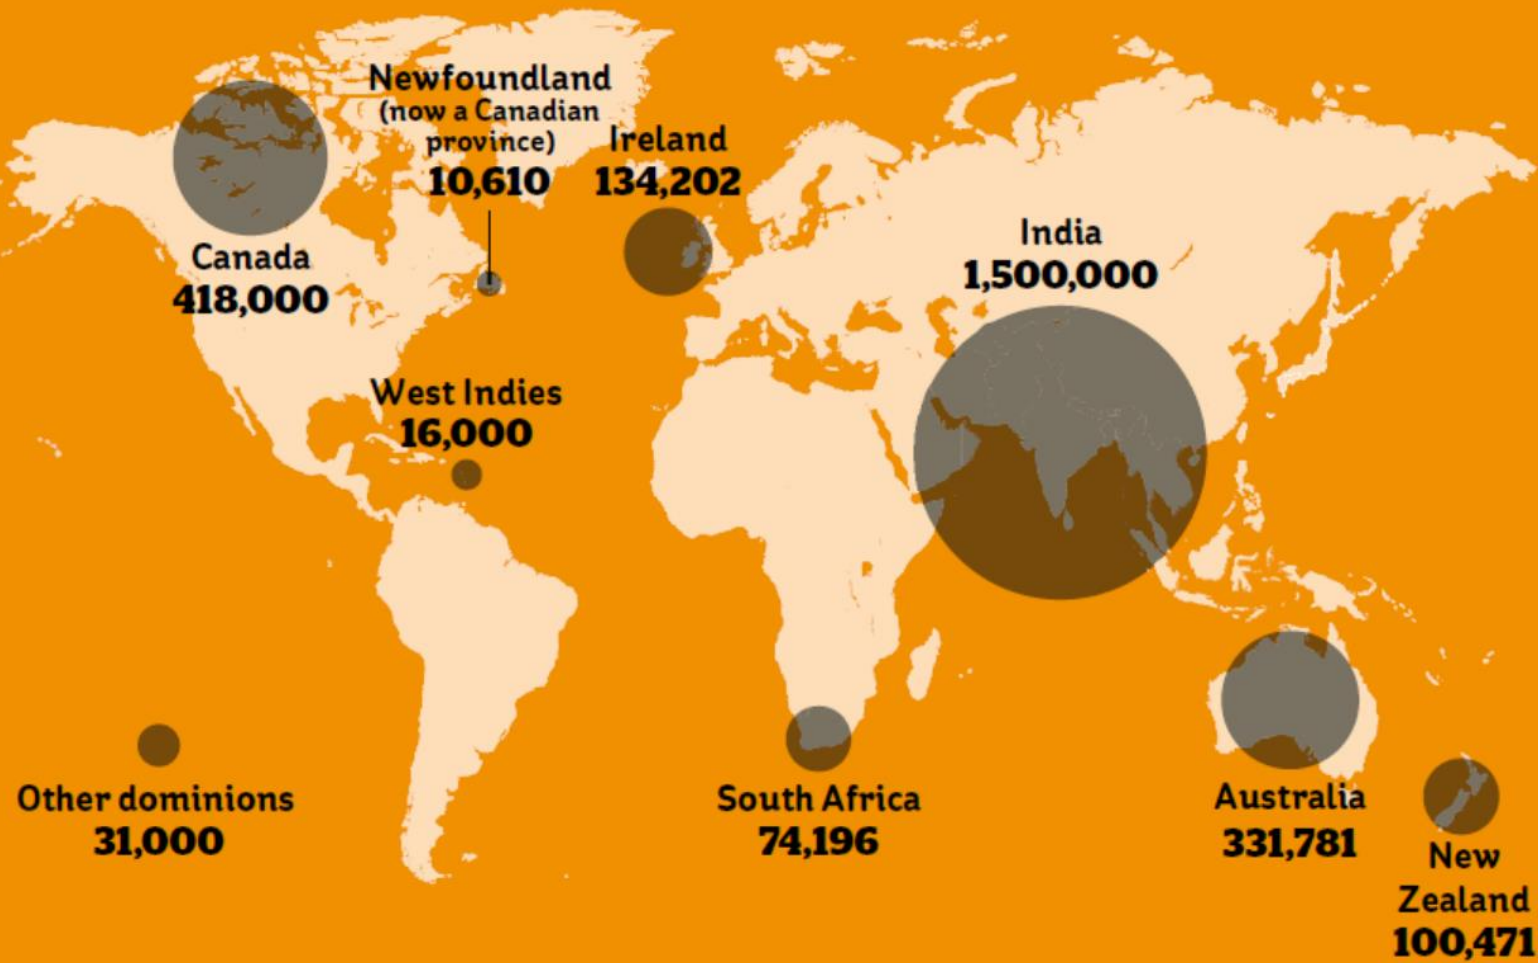 Newfoundland
(now a Canadian
province)
10,610
Ireland
134,202
Canada
418,000
India
1,500,000
West Indies
16,000
Other dominions
31,000
South Africa
74,196
Australia
331,781
New
Zealand
100,471